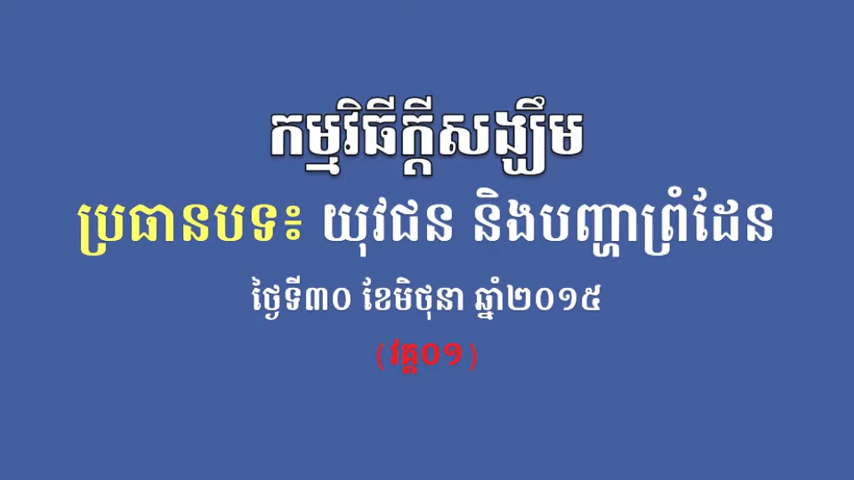 កម្មវិធីក្ដីសង្ឃឹម
ប្រធានបទ៖ យុវជន និងបញ្ហាព្រំដែន
ថ្ងៃទី៣០ ខែមិថុនា ឆ្នាំ២០១៥
(វគ្គ០១)